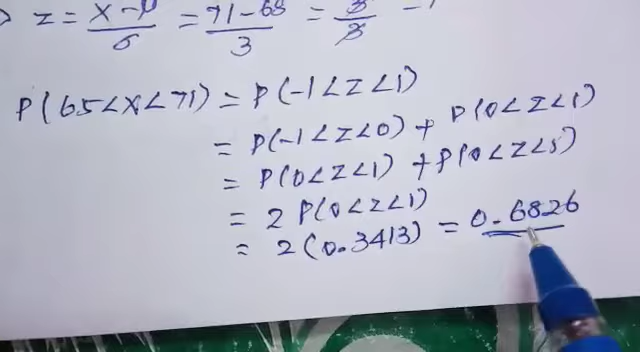 z = x-μ/σ = 71-68/3 = 3/3 = 1
P(65<x<71) = P(-1<z<1)
= P(-1<z<0) + P(0<z<1)
= P(0<z<1) + P(0<z<1)
= 2 P(0<z<1)
= 2(0.3413) = 0.6826